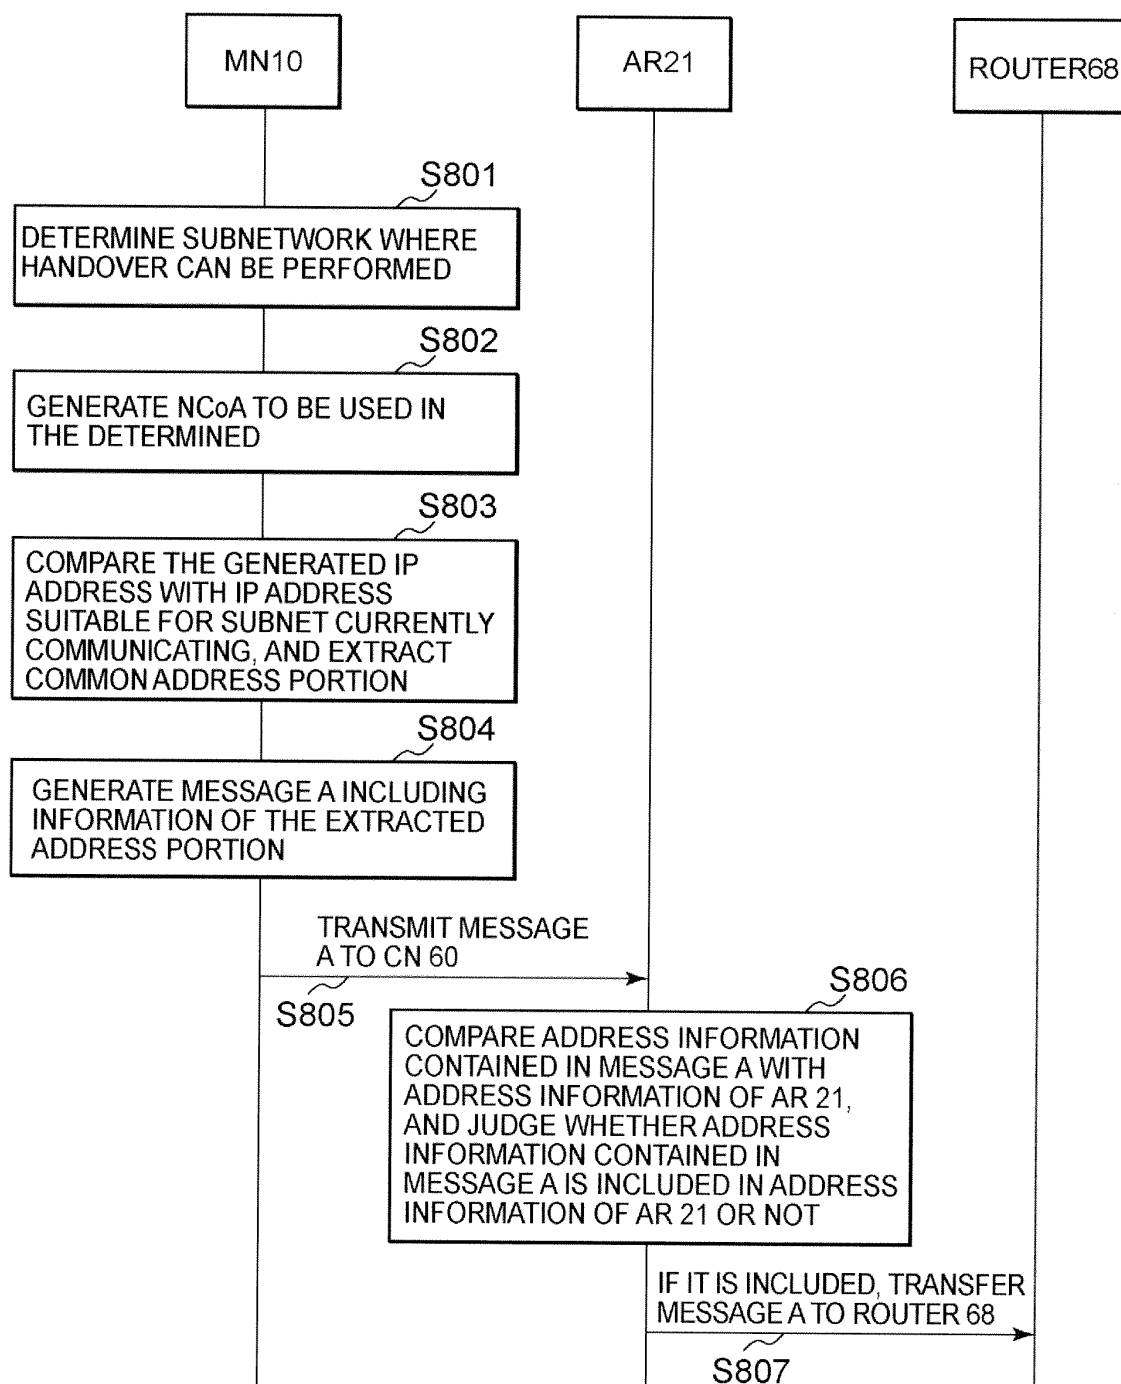 MN10
AR21
ROUTER68
S801
DETERMINE SUBNETWORK WHERE
HANDOVER CAN BE PERFORMED
S802
GENERATE NCoA TO BE USED IN
THE DETERMINED
S803
COMPARE THE GENERATED IP
ADDRESS WITH IP ADDRESS
SUITABLE FOR SUBNET CURRENTLY
COMMUNICATING, AND EXTRACT
COMMON ADDRESS PORTION
S804
GENERATE MESSAGE A INCLUDING
INFORMATION OF THE EXTRACTED
ADDRESS PORTION
TRANSMIT MESSAGE
A TO CN 60
S805
S806
COMPARE ADDRESS INFORMATION
CONTAINED IN MESSAGE A WITH
ADDRESS INFORMATION OF AR 21,
AND JUDGE WHETHER ADDRESS
INFORMATION CONTAINED IN
MESSAGE A IS INCLUDED IN ADDRESS
INFORMATION OF AR 21 OR NOT
IF IT IS INCLUDED, TRANSFER
MESSAGE A TO ROUTER 68
S807